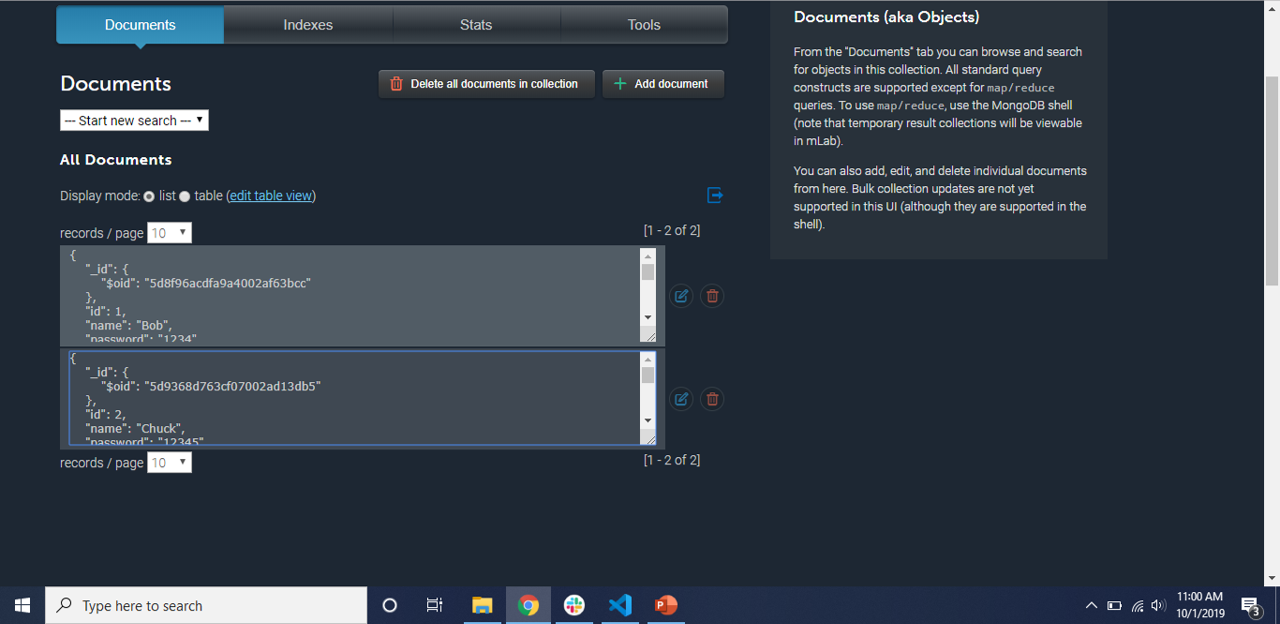 Documents
Indexes
Stats
Tools
Documents
Delete all documents in collection
Add document
--- Start new search ---
All Documents
Display mode: list table (edit table view)
records / page 10
[1 - 2 of 2]
{
"_id": {
"$oid": "5d8f96acdfa9a4002af63bcc"
},
"id": 1,
"name": "Bob",
"password": "1234"
{
"_id": {
"$oid": "5d9368d763cf07002ad13db5"
},
"id": 2,
"name": "Chuck",
"password": "12345"
records / page 10
[1 - 2 of 2]
Documents (aka Objects)
From the "Documents" tab you can browse and search
for objects in this collection. All standard query
constructs are supported except for map/reduce
queries. To use map/reduce, use the MongoDB shell
(note that temporary result collections will be viewable
in mLab).
You can also add, edit, and delete individual documents
from here. Bulk collection updates are not yet
supported in this UI (although they are supported in the
shell).
Type here to search
11:00 AM
10/1/2019
3